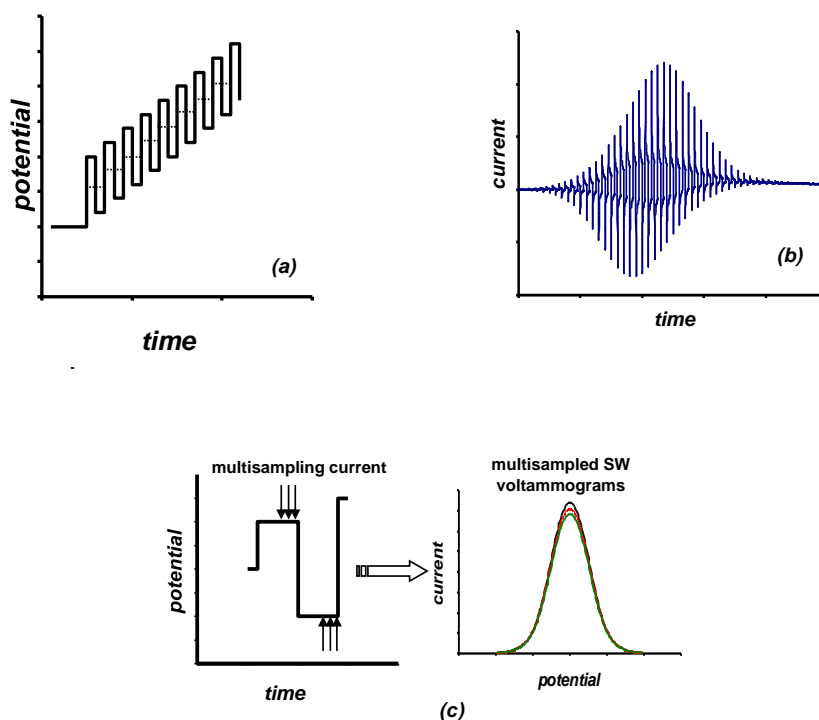 potential
(a)
time
current
(b)
time
multisampling current
potential
time
multisampled SW
voltammograms
current
potential
(c)